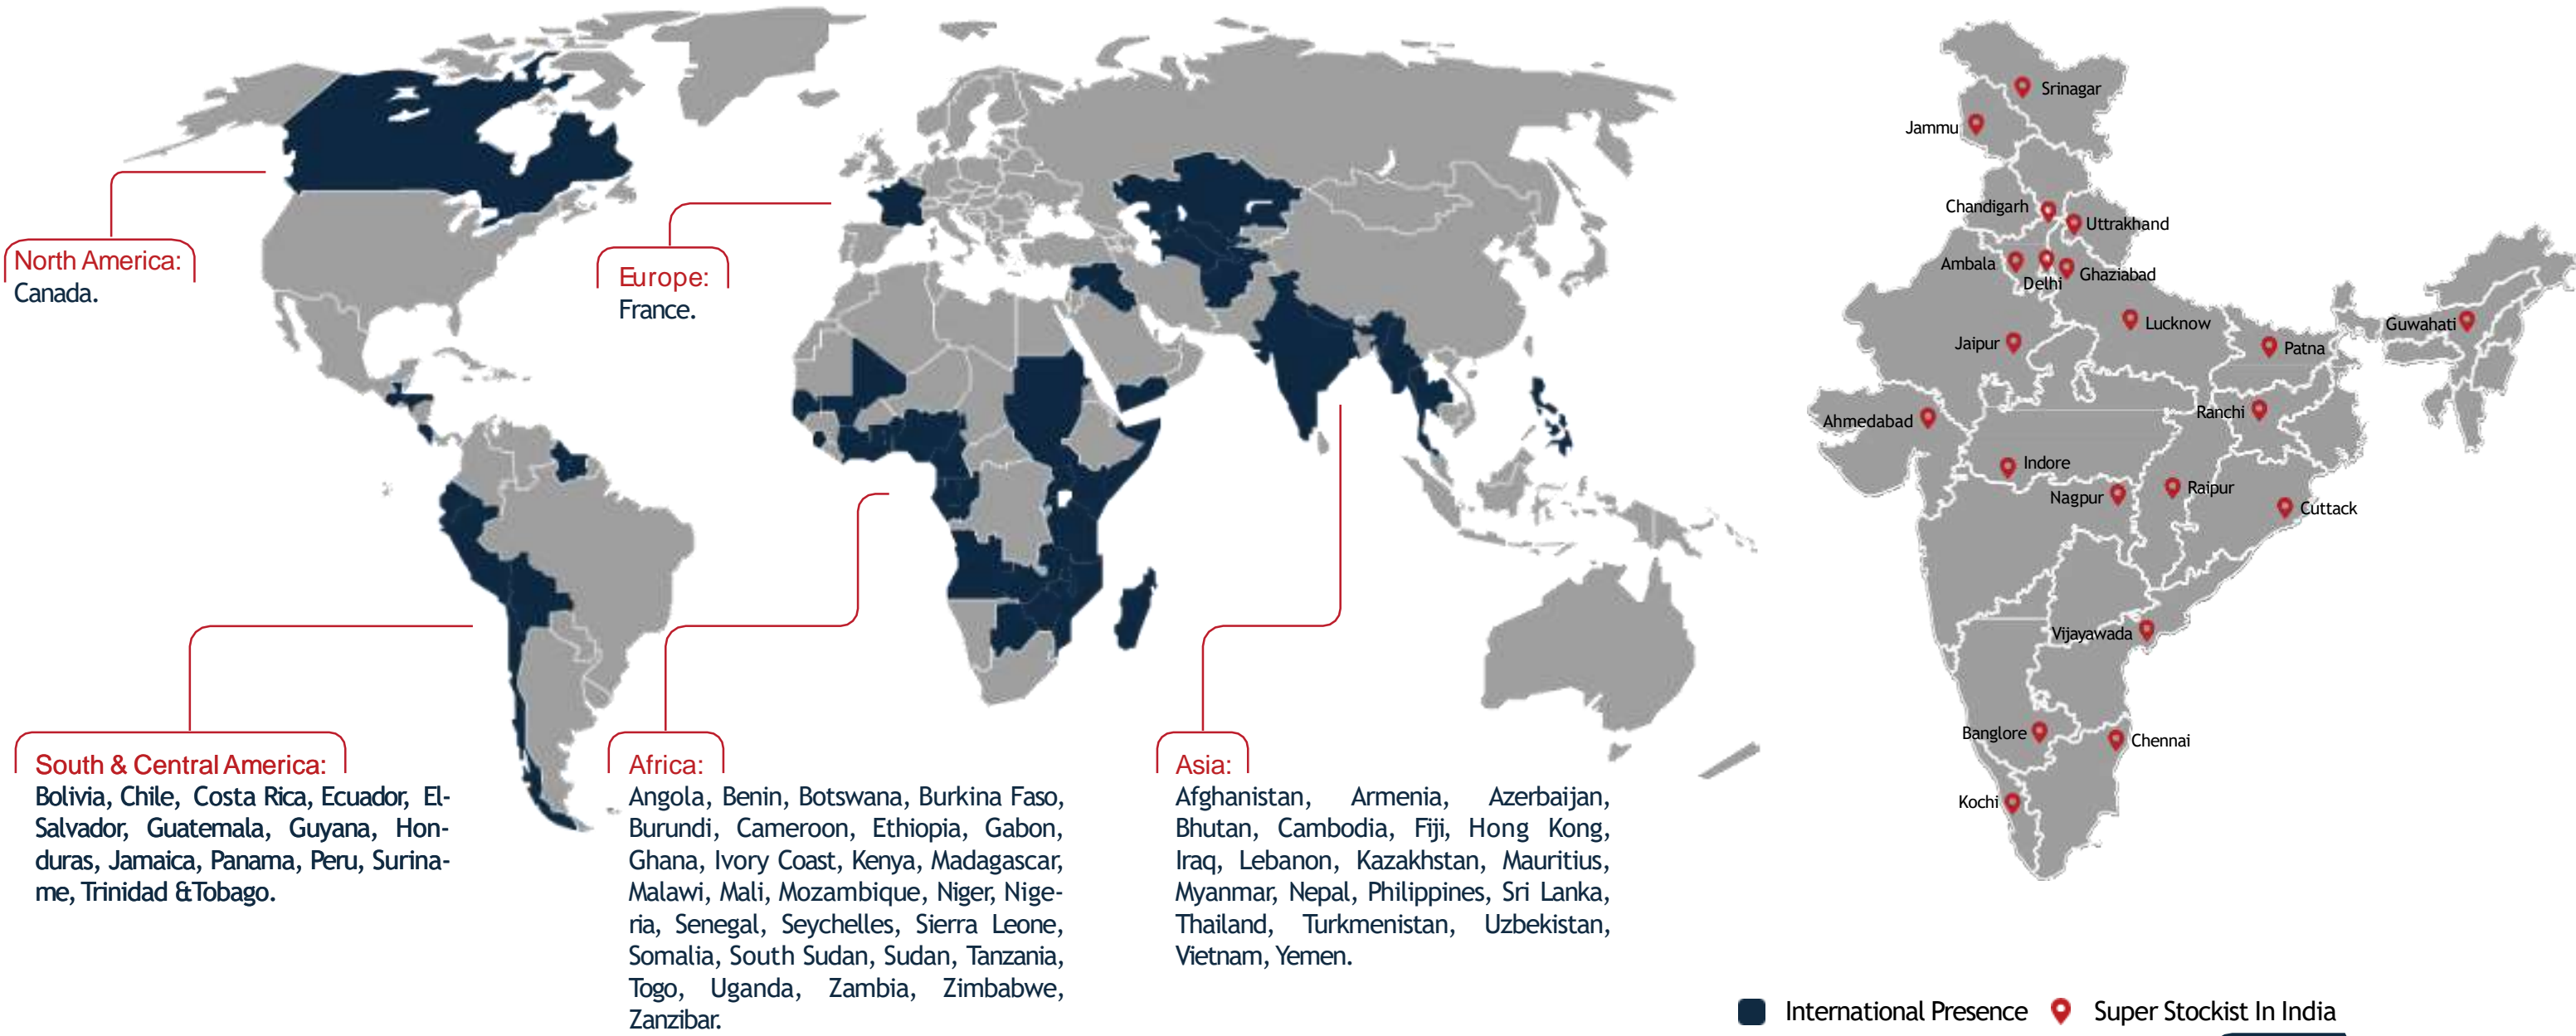 North America:
Canada.
Europe:
France.
South & Central America:
Bolivia, Chile, Costa Rica, Ecuador, El-
Salvador, Guatemala, Guyana, Hon-
duras, Jamaica, Panama, Peru, Surina-
me, Trinidad &Tobago.
Africa:
Angola, Benin, Botswana, Burkina Faso,
Burundi, Cameroon, Ethiopia, Gabon,
Ghana, Ivory Coast, Kenya, Madagascar,
Malawi, Mali, Mozambique, Niger, Nige-
ria, Senegal, Seychelles, Sierra Leone,
Somalia, South Sudan, Sudan, Tanzania,
Togo, Uganda, Zambia, Zimbabwe,
Zanzibar.
Asia:
Afghanistan, Armenia, Azerbaijan,
Bhutan, Cambodia, Fiji, Hong Kong,
Iraq, Lebanon, Kazakhstan, Mauritius,
Myanmar, Nepal, Philippines, Sri Lanka,
Thailand, Turkmenistan, Uzbekistan,
Vietnam, Yemen.
Srinagar
Jammu
Chandigarh
Uttrakhand
Ambala
Delhi
Ghaziabad
Lucknow
Guwahati
Jaipur
Patna
Ahmedabad
Ranchi
Indore
Nagpur
Raipur
Cuttack
Vijayawada
Banglore
Chennai
Kochi
International Presence
Super Stockist In India